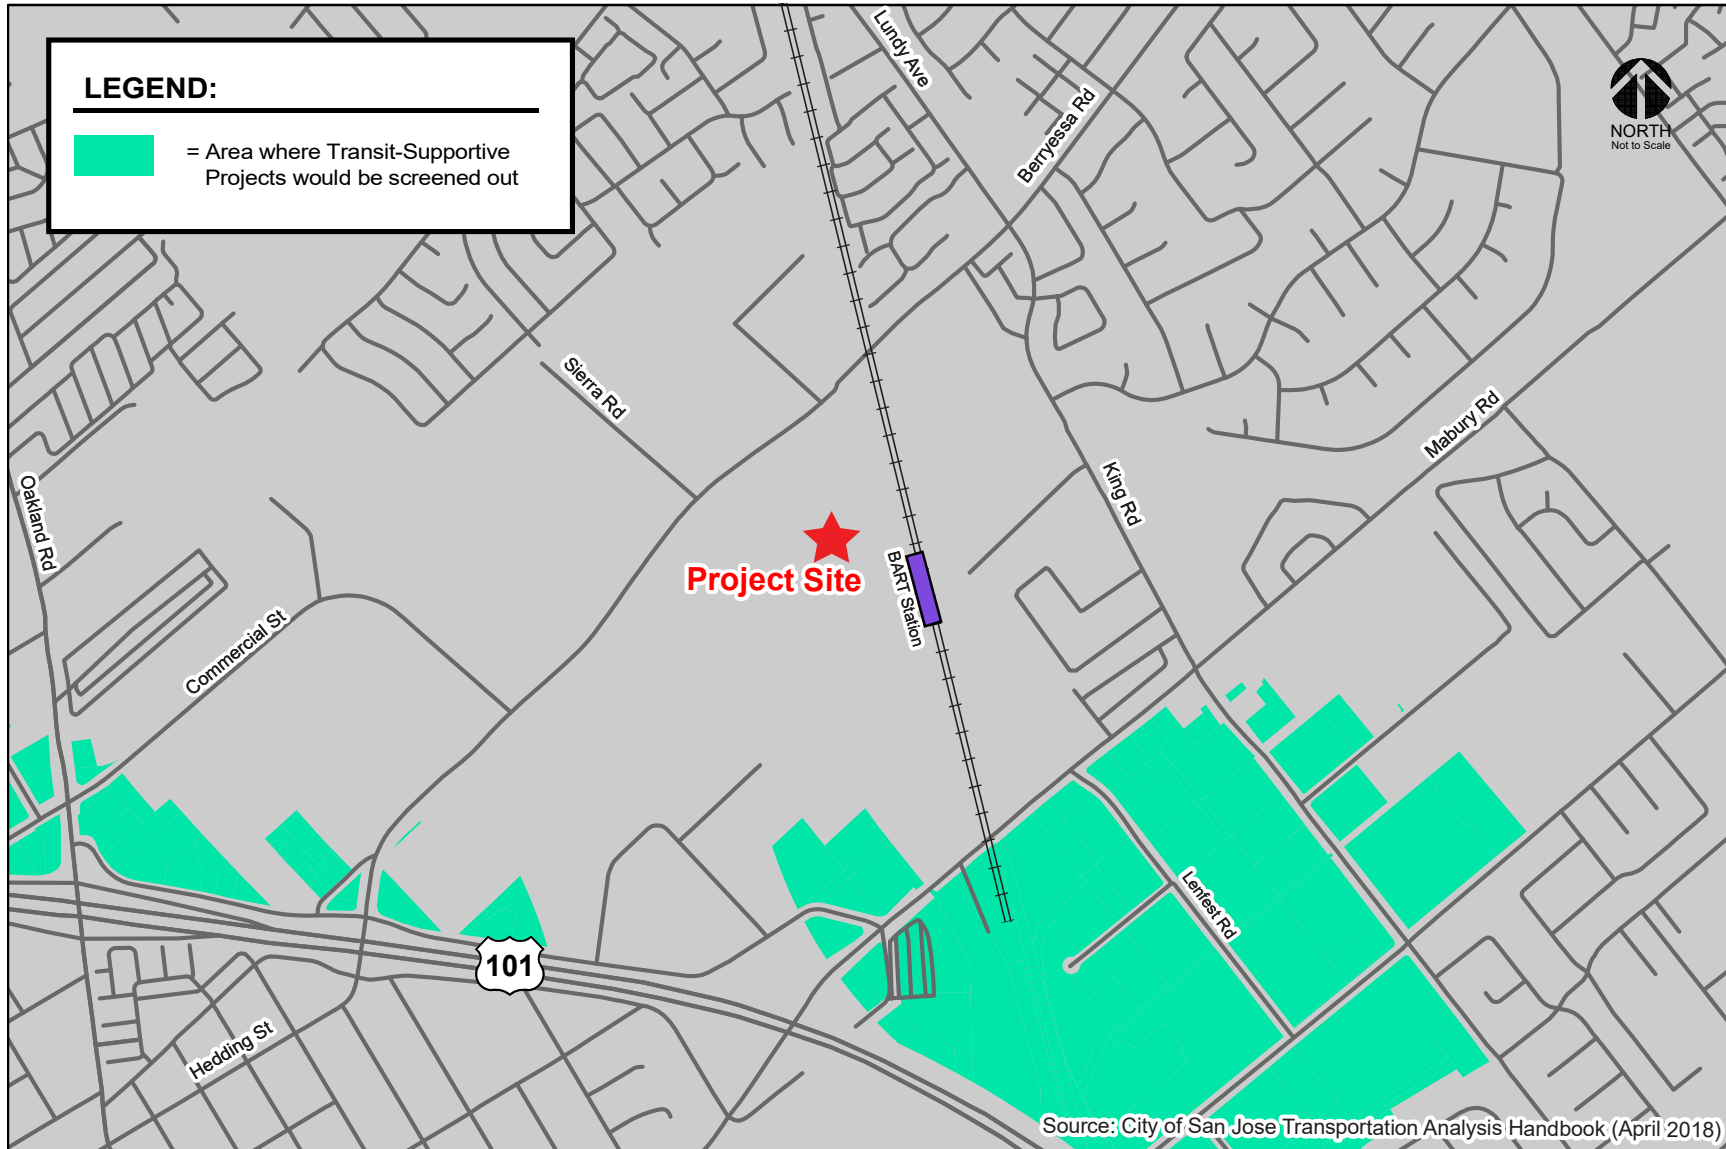 LEGEND:
= Area where Transit-Supportive
Projects would be screened out
Lundy Ave
Berryessa Rd
NORTH
Not to Scale
Sierra Rd
Mabury Rd
King Rd
Oakland Rd
Project Site
BART Station
Commercial St
Lenfest Rd
101
Hedding St
Source: City of San Jose Transportation Analysis Handbook (April 2018)